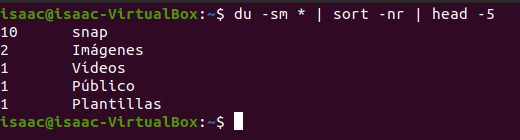 isaac@isaac-VirtualBox:~$ du -sm * | sort -nr | head -5
10 snap
2 Imágenes
1 Vídeos
1 Público
1 Plantillas
isaac@isaac-VirtualBox:~$